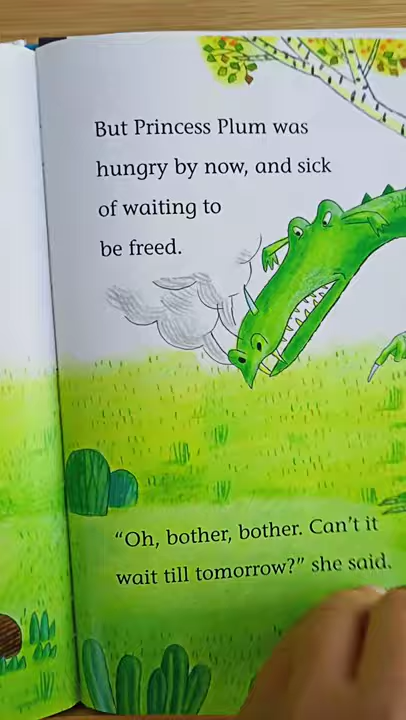 But Princess Plum was
hungry by now, and sick
of waiting to
be freed.
“Oh, bother, bother. Can’t it
wait till tomorrow?” she said.